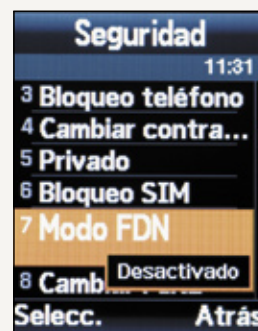 Seguridad
11:31
3 Bloqueo teléfono
4 Cambiar contra...
5 Privado
6 Bloqueo SIM
7 Modo FDN
Desactivado
8 Camb
Selecc. Atrás